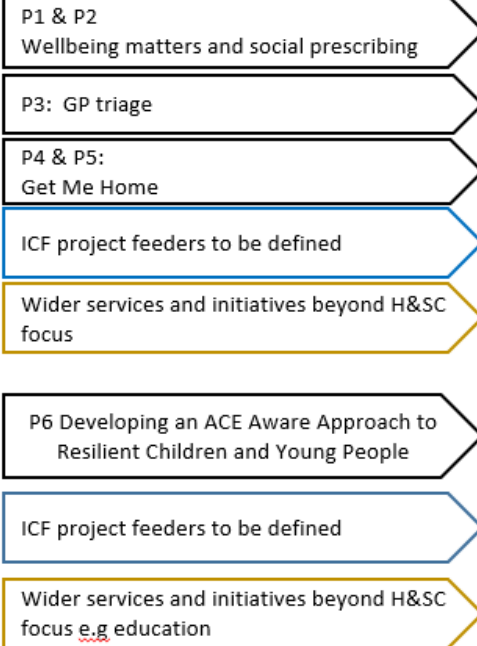 P1 & P2
Wellbeing matters and social prescribing
P3:  GP triage
P4 & P5:
Get Me Home
ICF project feeders to be defined
Wider services and initiatives beyond H&SC
focus
P6 Developing an ACE Aware Approach to
Resilient Children and Young People
ICF project feeders to be defined
Wider services and initiatives beyond H&SC
focus e.g education